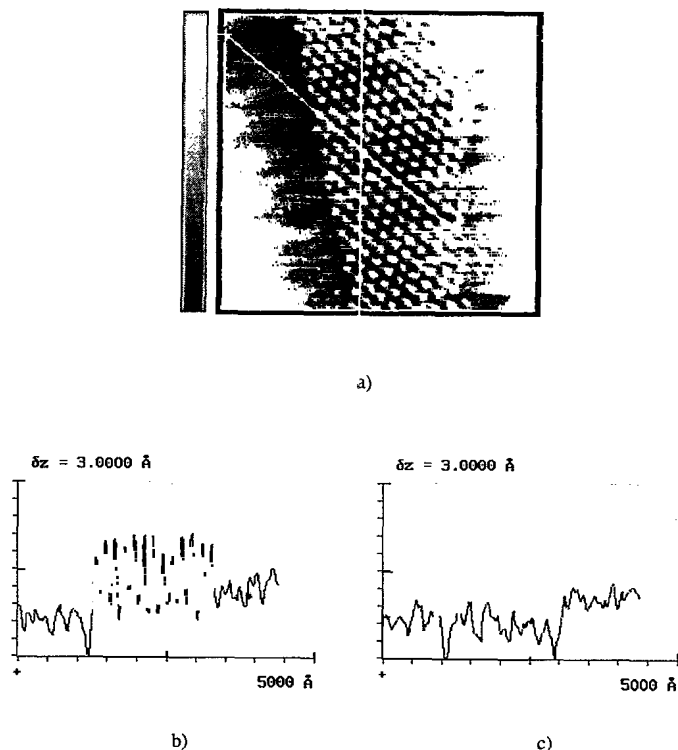 a)
δz = 3.0000 Å
+
5000 Å
b)
δz = 3.0000 Å
+
5000 Å
c)